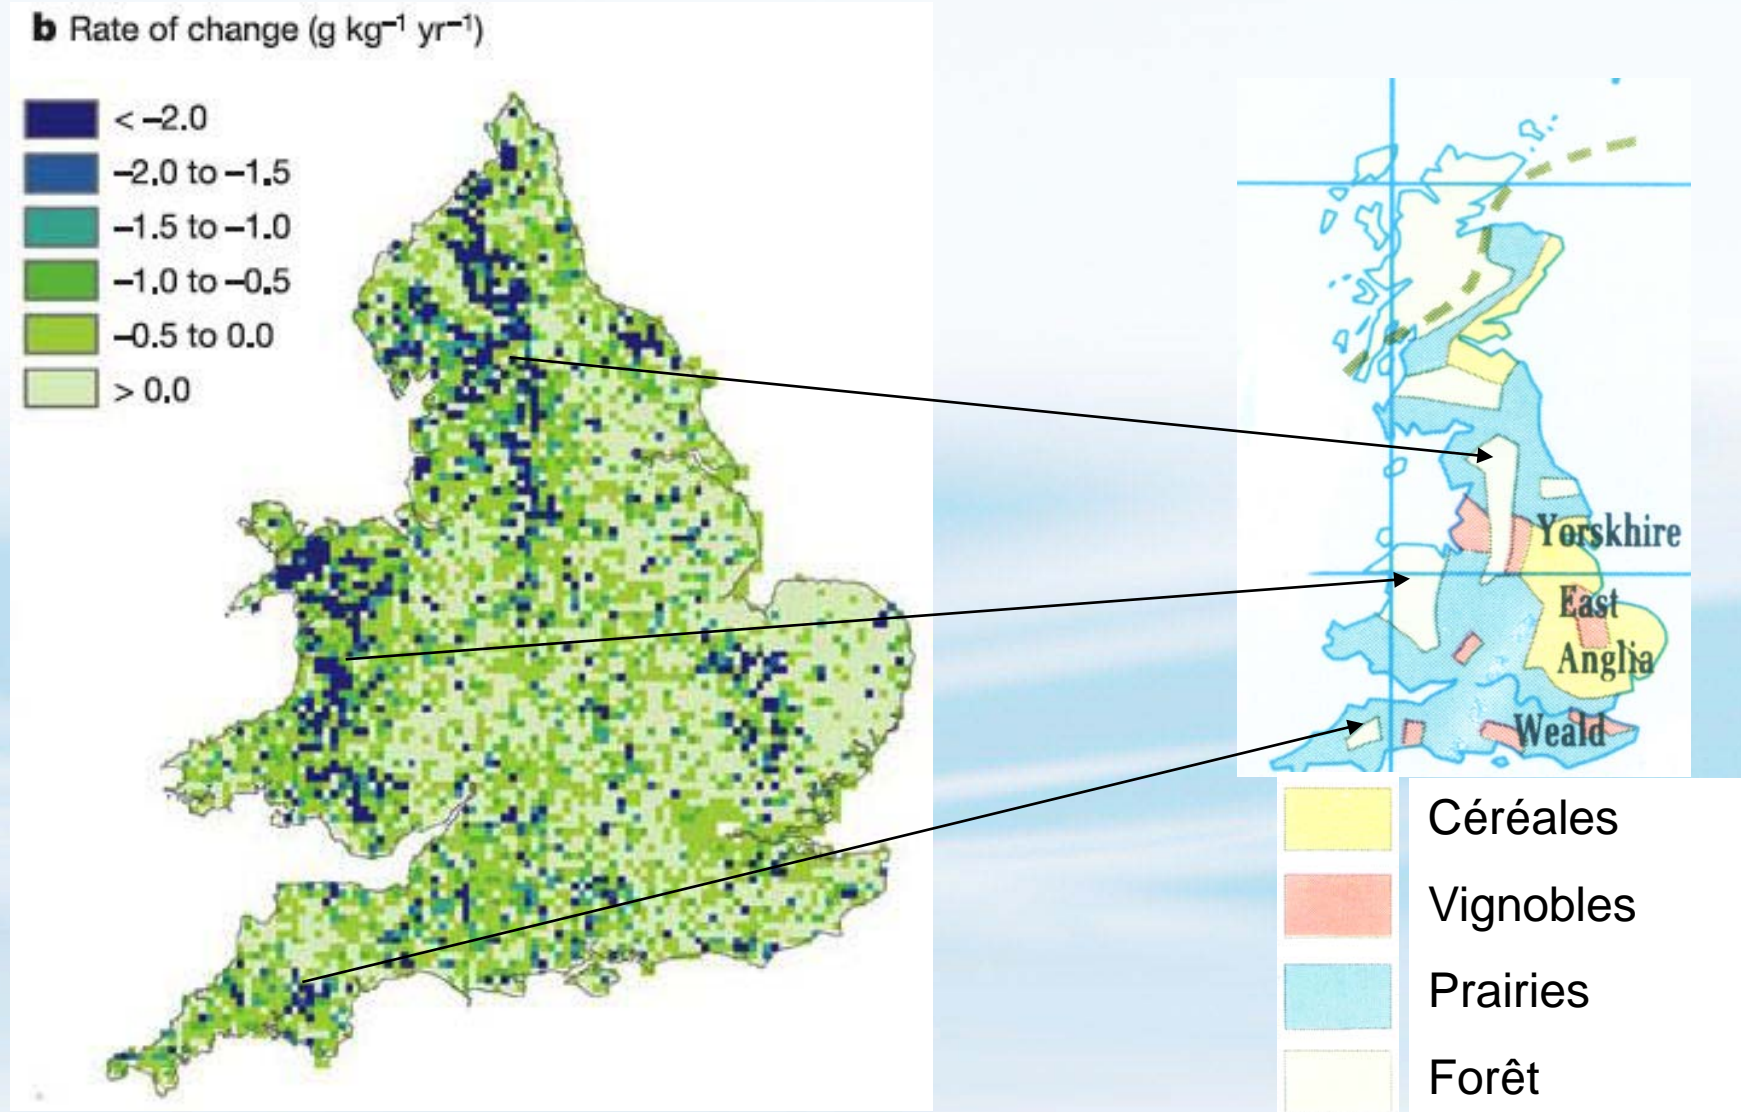 b Rate of change (g kg⁻¹ yr⁻¹)
< –2.0
–2.0 to –1.5
–1.5 to –1.0
–1.0 to –0.5
–0.5 to 0.0
> 0.0
Yorskhire
East
Anglia
Weald
Céréales
Vignobles
Prairies
Forêt